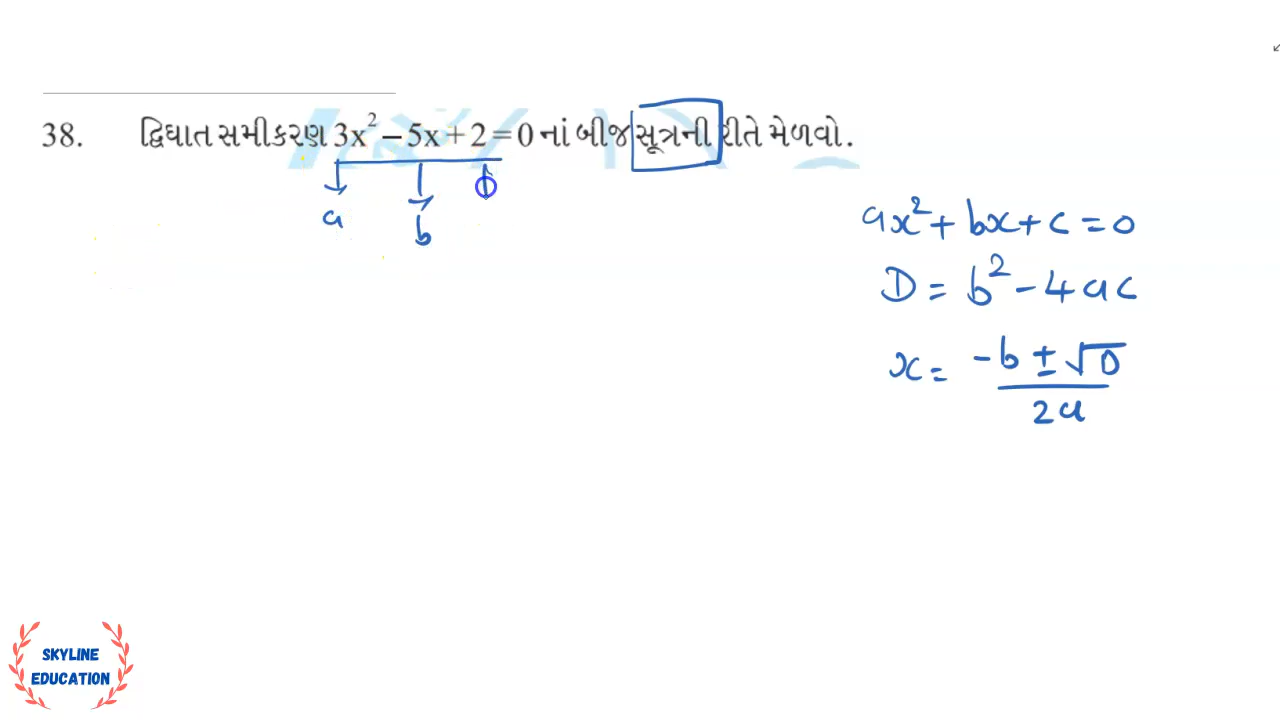 38. દ્વિઘાત સમીકરણ 3x² – 5x + 2 = 0 નાં બીજ સૂત્રની રીતે મેળવો.
a b
ax² + bx + c = 0
D = b² - 4ac
x = -b ± √D / 2a
SKYLINE
EDUCATION